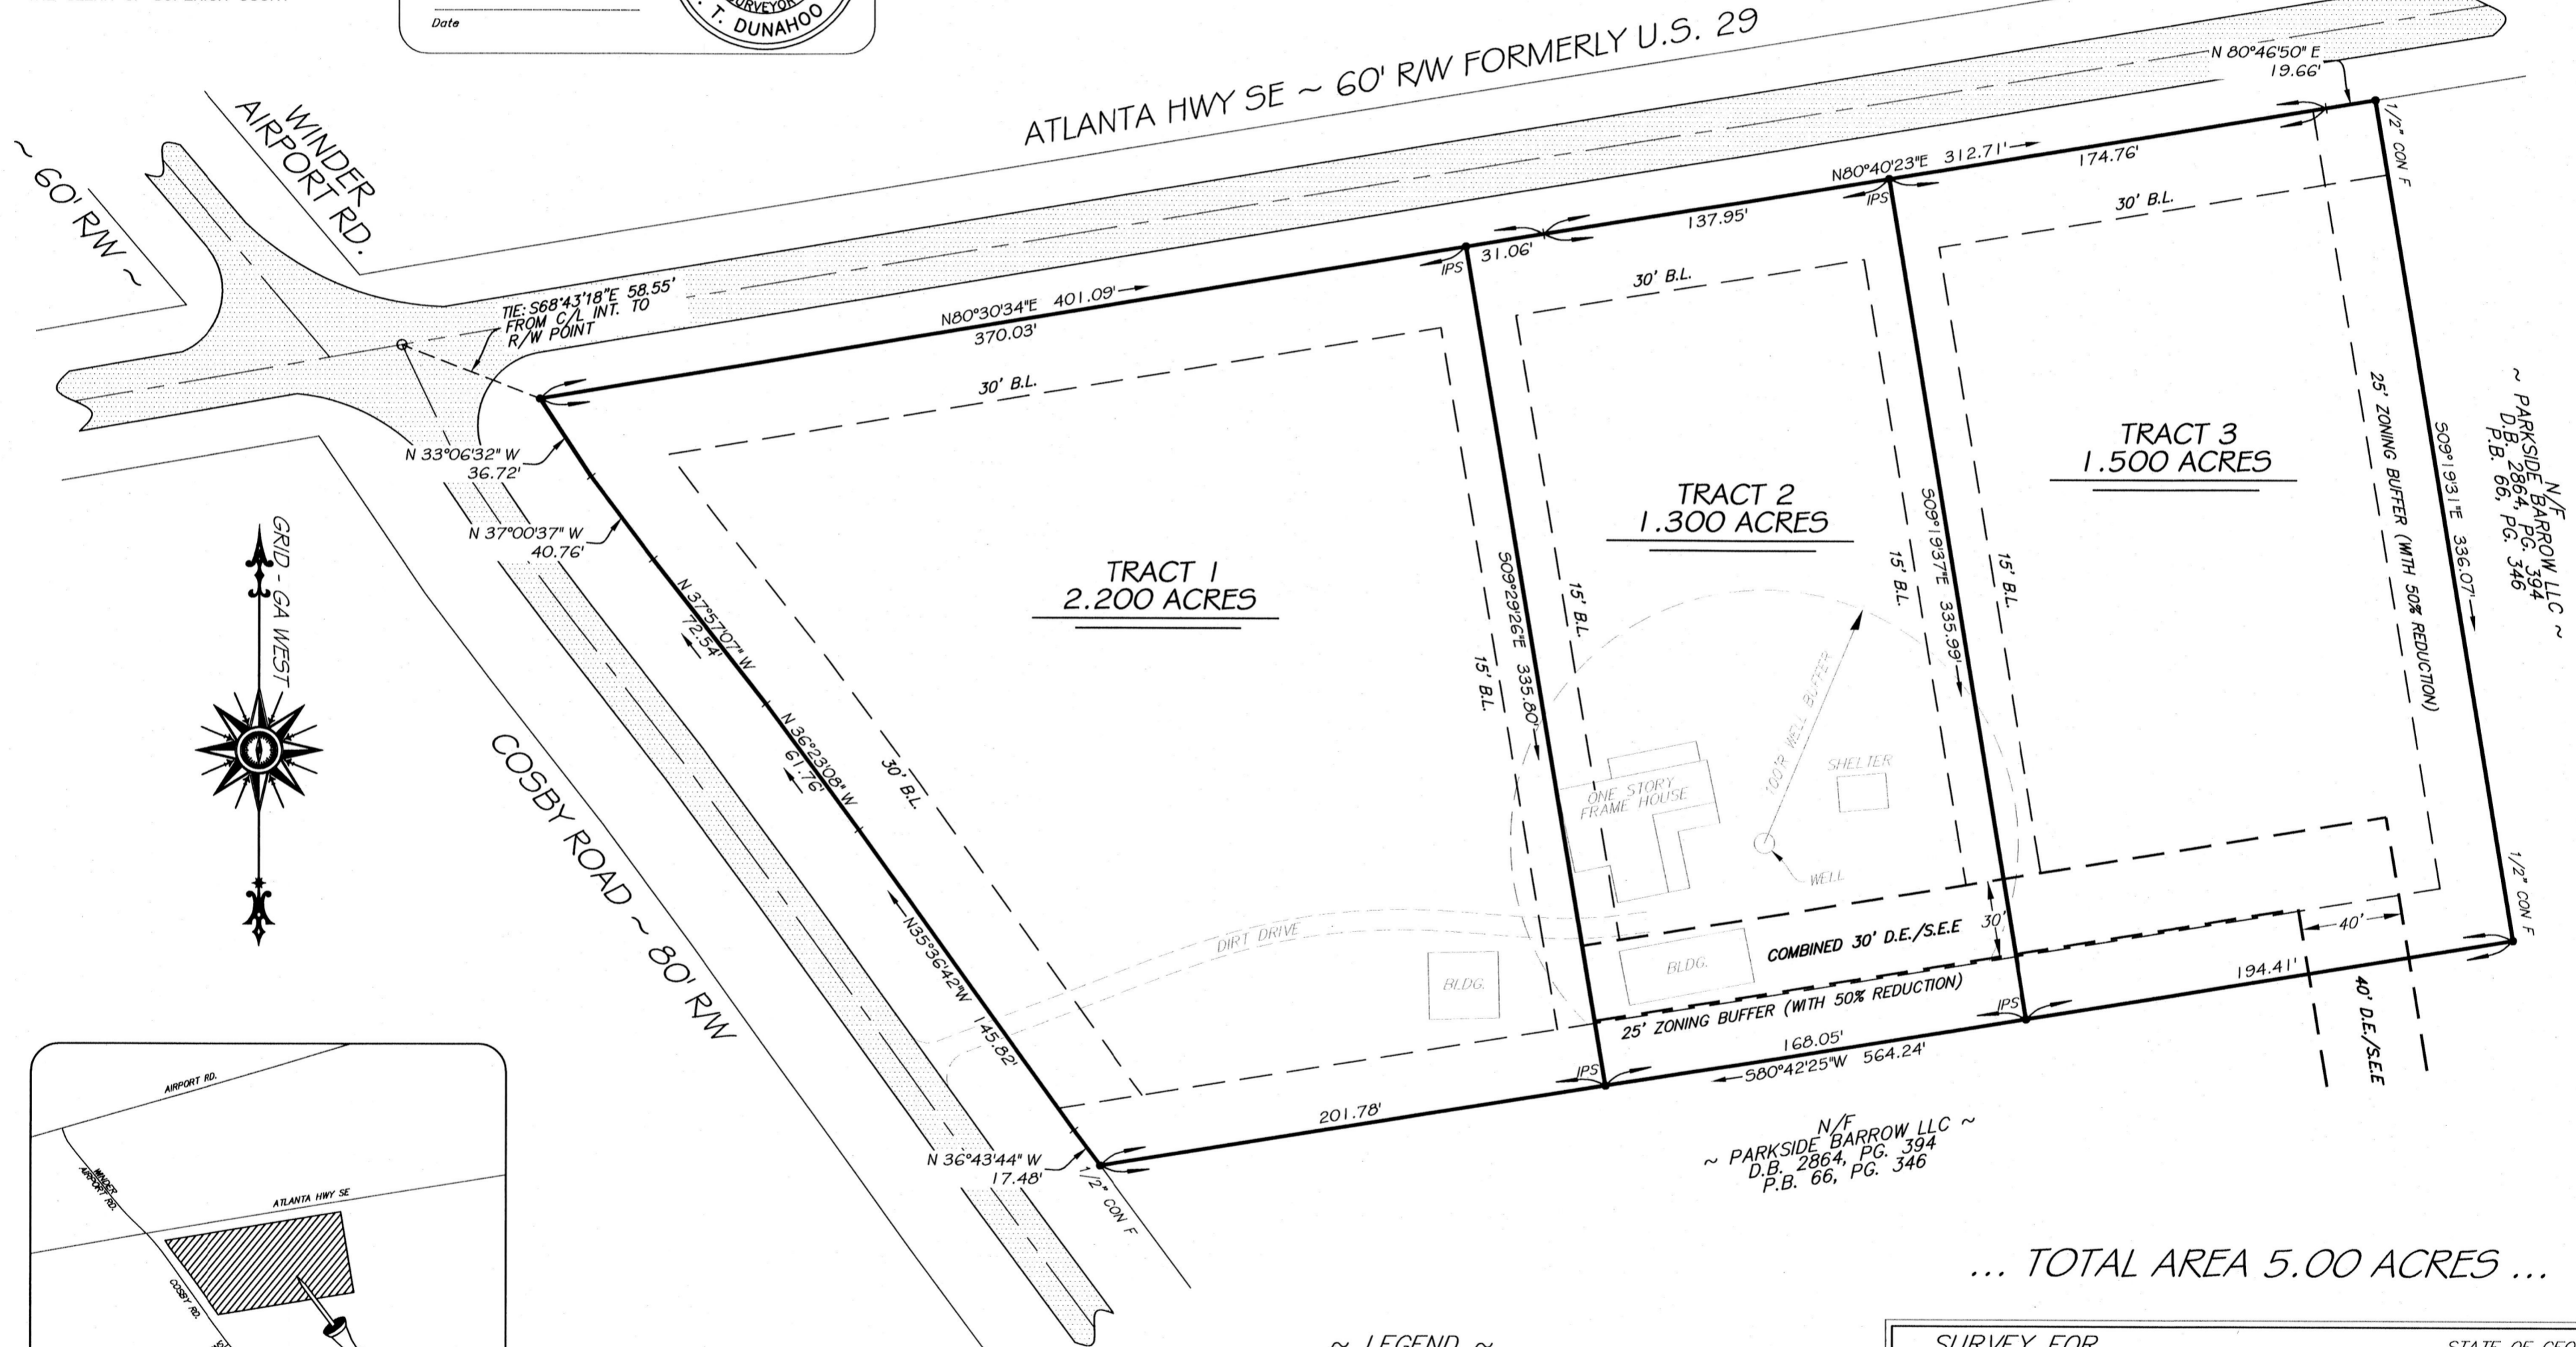 Date
SURVEYOR
T. DUNAHOO
ATLANTA HWY SE ~ 60' R/W FORMERLY U.S. 29
N 80°46'50" E
19.66'
WINDER
AIRPORT RD.
~ 60' R/W ~
1/2" CON F
N80°40'23"E 312.71'
174.76'
IPS
137.95'
30' B.L.
31.06'
IPS
30' B.L.
TIE: S68°43'18"E 58.55'
FROM C/L INT. TO
R/W POINT
N80°30'34"E 401.09'
370.03'
30' B.L.
N 33°06'32" W
36.72'
N 37°00'37" W
40.76'
N 37°57'07" W
72.54'
N 36°23'08" W
61.76'
N35°36'42"W 145.82'
N 36°43'44" W
17.48'
1/2" CON F
30' B.L.
GRID - GA WEST
COSBY ROAD ~ 80' R/W
TRACT 1
2.200 ACRES
TRACT 2
1.300 ACRES
TRACT 3
1.500 ACRES
15' B.L.
S09°29'26"E 335.80'
15' B.L.
15' B.L.
S09°19'37"E 335.99'
15' B.L.
25' ZONING BUFFER (WITH 50% REDUCTION)
S09°19'31"E 336.07'
N/F
~ PARKSIDE BARROW LLC ~
D.B. 2864, PG. 394
P.B. 66, PG. 346
100'R WELL BUFFER
SHELTER
ONE STORY
FRAME HOUSE
WELL
DIRT DRIVE
BLDG.
BLDG.
COMBINED 30' D.E./S.E.E
30'
25' ZONING BUFFER (WITH 50% REDUCTION)
40'
40' D.E./S.E.E
1/2" CON F
194.41'
IPS
168.05'
S80°42'25"W 564.24'
IPS
201.78'
N/F
~ PARKSIDE BARROW LLC ~
D.B. 2864, PG. 394
P.B. 66, PG. 346
AIRPORT RD.
WINDER
AIRPORT RD.
ATLANTA HWY SE
COSBY RD.
... TOTAL AREA 5.00 ACRES ...
~ LEGEND ~
SURVEY FOR
STATE OF GEO